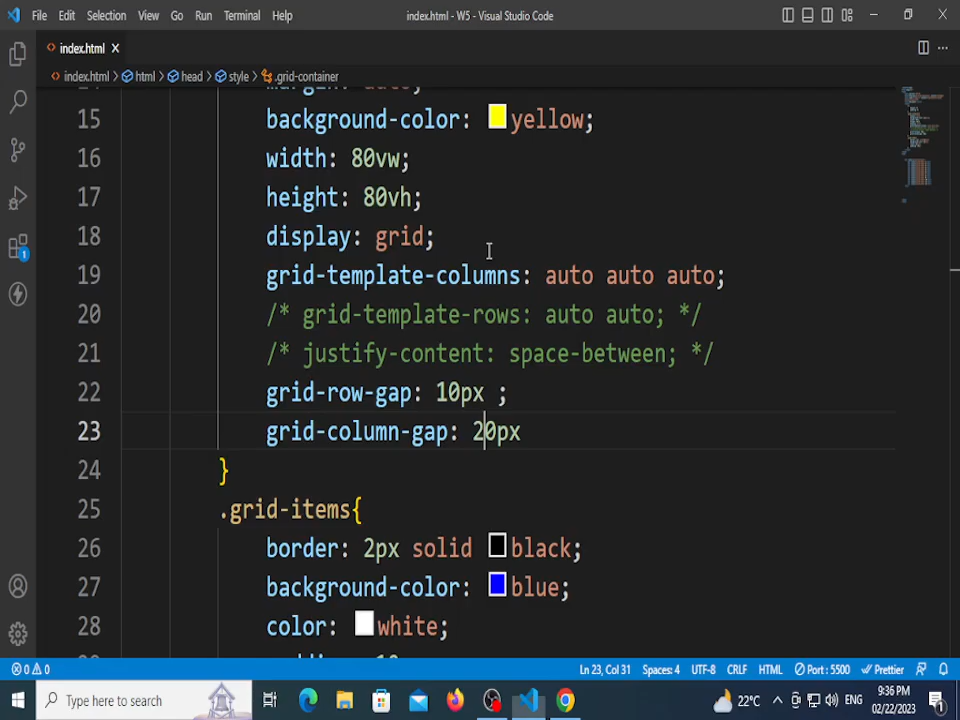 File Edit Selection View Go Run Terminal Help index.html - W5 - Visual Studio Code
index.html
index.html > html > head > style > .grid-container
15 background-color: yellow;
16 width: 80vw;
17 height: 80vh;
18 display: grid;
19 grid-template-columns: auto auto auto;
20 /* grid-template-rows: auto auto; */
21 /* justify-content: space-between; */
22 grid-row-gap: 10px ;
23 grid-column-gap: 20px
24 }
25 .grid-items{
26 border: 2px solid black;
27 background-color: blue;
28 color: white;
1
0 0 Ln 23, Col 31 Spaces: 4 UTF-8 CRLF HTML Port : 5500 Prettier
Type here to search 22°C ENG 9:36 PM 02/22/2023 1